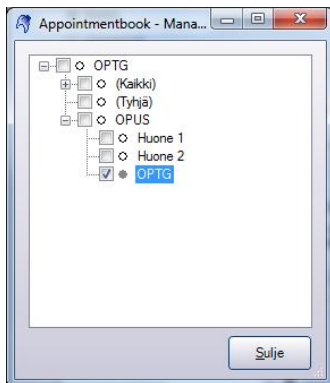 Appointmentbook - Mana...
OPTG
(Kaikki)
(Tyhjä)
OPUS
Huone 1
Huone 2
OPTG
Sulje